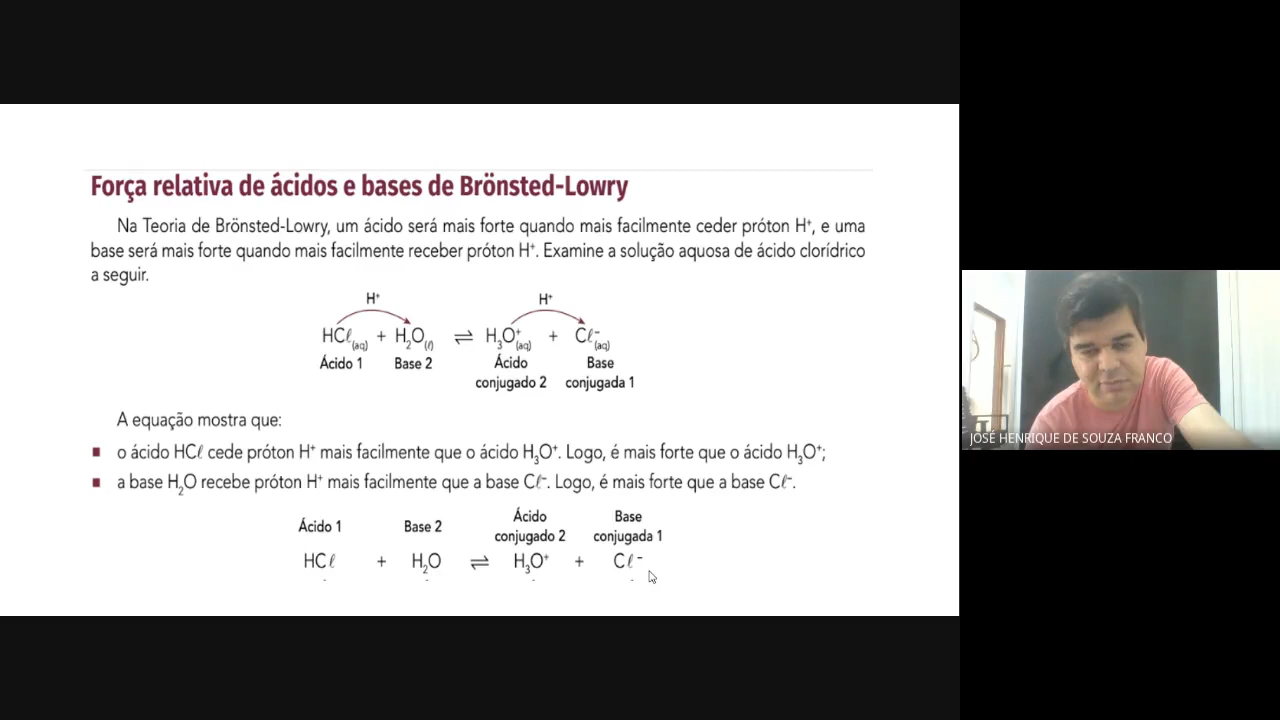 Força relativa de ácidos e bases de Brönsted-Lowry
Na Teoria de Brönsted-Lowry, um ácido será mais forte quando mais facilmente ceder próton H⁺, e uma
base será mais forte quando mais facilmente receber próton H⁺. Examine a solução aquosa de ácido clorídrico
a seguir.
H⁺ H⁺
HCℓ(aq) + H₂O(ℓ) ⇌ H₃O⁺(aq) + Cℓ⁻(aq)
Ácido 1 Base 2 Ácido Base
conjugado 2 conjugada 1
A equação mostra que:
■ o ácido HCℓ cede próton H⁺ mais facilmente que o ácido H₃O⁺. Logo, é mais forte que o ácido H₃O⁺;
■ a base H₂O recebe próton H⁺ mais facilmente que a base Cℓ⁻. Logo, é mais forte que a base Cℓ⁻.
Ácido Base
Ácido 1 Base 2 conjugado 2 conjugada 1
HCℓ + H₂O ⇌ H₃O⁺ + Cℓ⁻
JOSÉ HENRIQUE DE SOUZA FRANCO